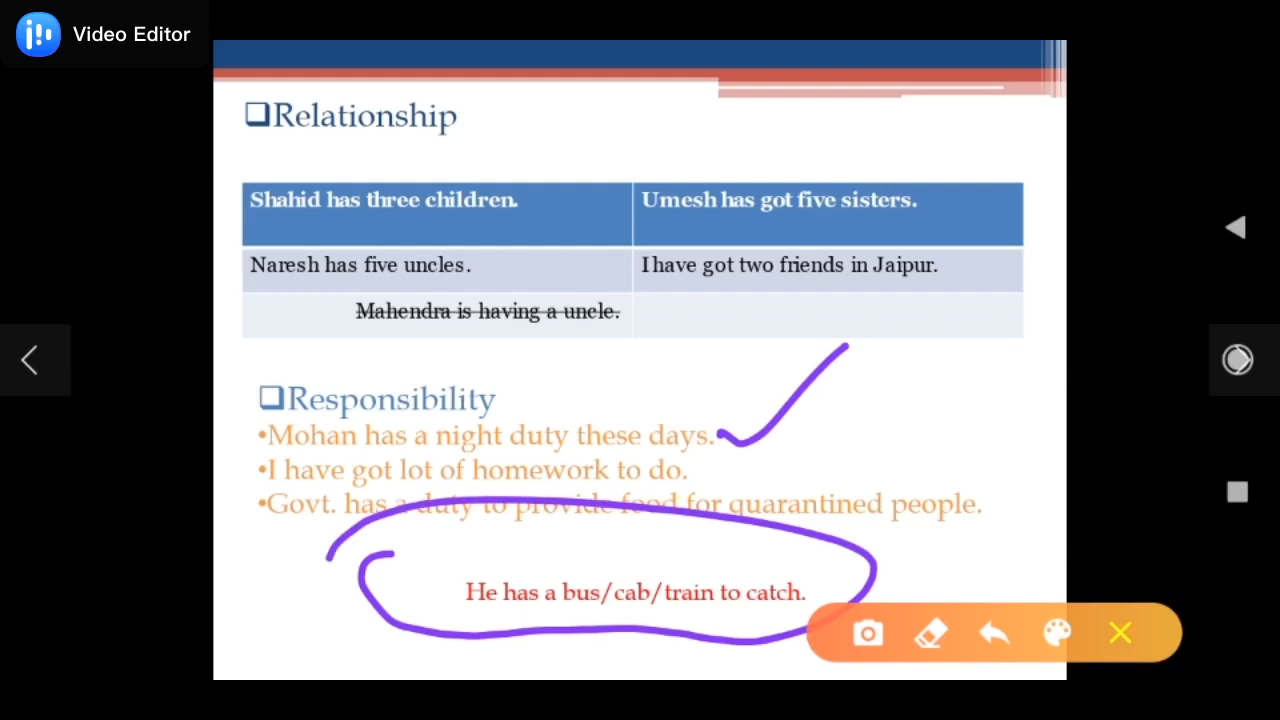 Video Editor
Relationship
Shahid has three children.
Umesh has got five sisters.
Naresh has five uncles.
I have got two friends in Jaipur.
Mahendra is having a uncle.
Responsibility
•Mohan has a night duty these days.
•I have got lot of homework to do.
•Govt. has a duty to provide food for quarantined people.
He has a bus/cab/train to catch.